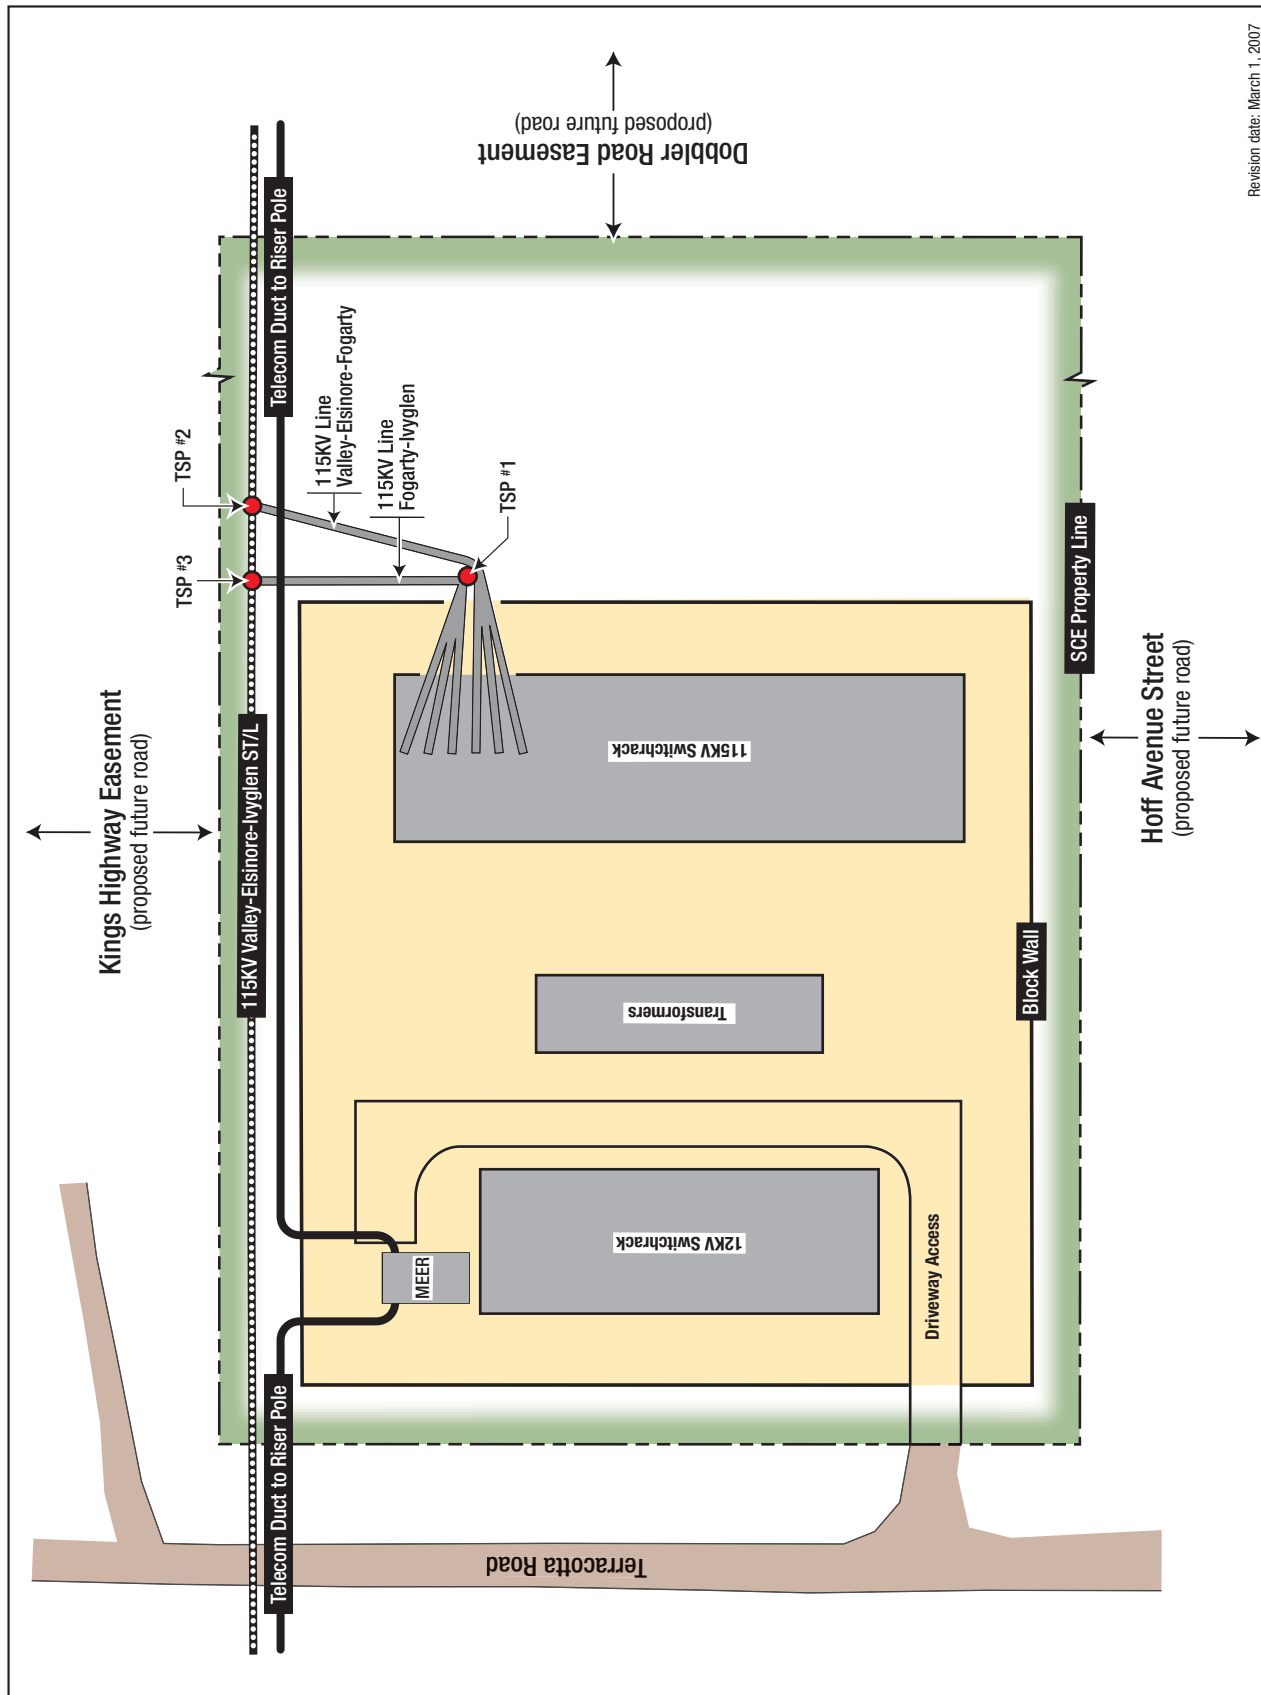 Kings Highway Easement
(proposed future road)
Telecom Duct to Riser Pole
115KV Valley-Elsinore-Ivyglen ST/L
Telecom Duct to Riser Pole
TSP #3
TSP #2
115KV Line
Valley-Elsinore-Fogarty
115KV Line
Fogarty-Ivyglen
TSP #1
Dobbler Road Easement
(proposed future road)
Terracotta Road
MEER
12KV Switchrack
Transformers
115KV Switchrack
Driveway Access
Block Wall
SCE Property Line
Hoff Avenue Street
(proposed future road)
Revision date: March 1, 2007